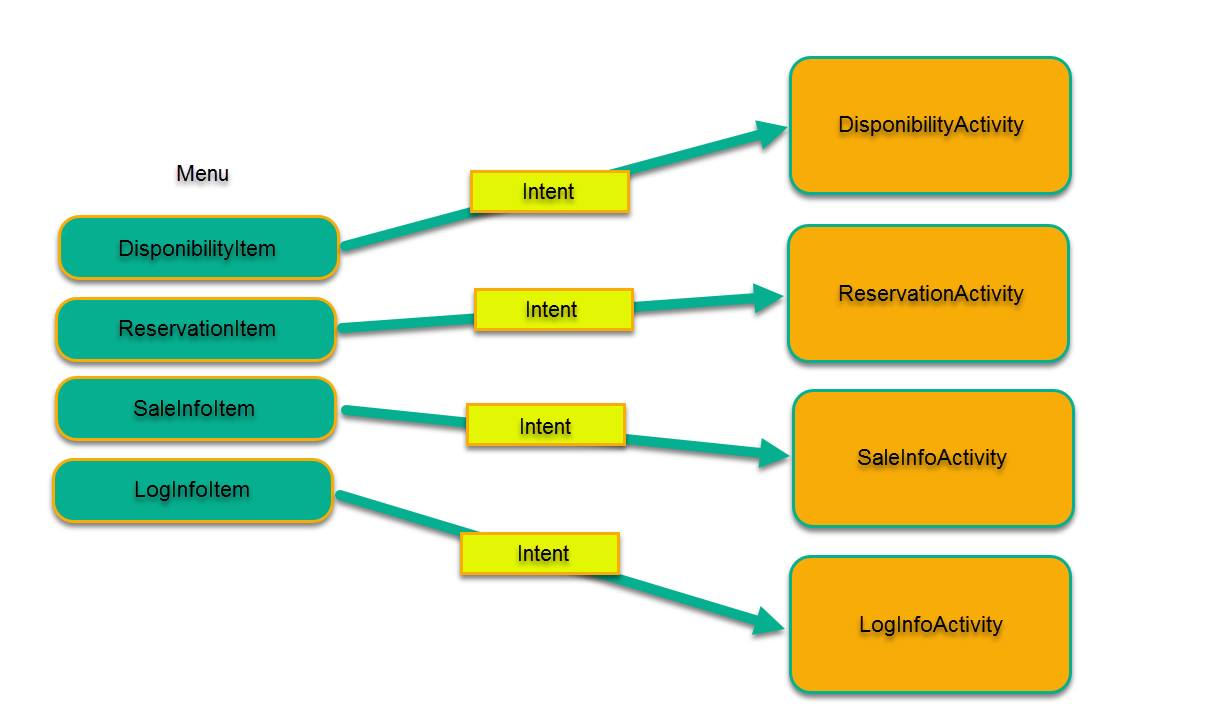 Menu
DisponibilityItem
ReservationItem
SaleInfoItem
LogInfoItem
Intent
Intent
Intent
Intent
DisponibilityActivity
ReservationActivity
SaleInfoActivity
LogInfoActivity